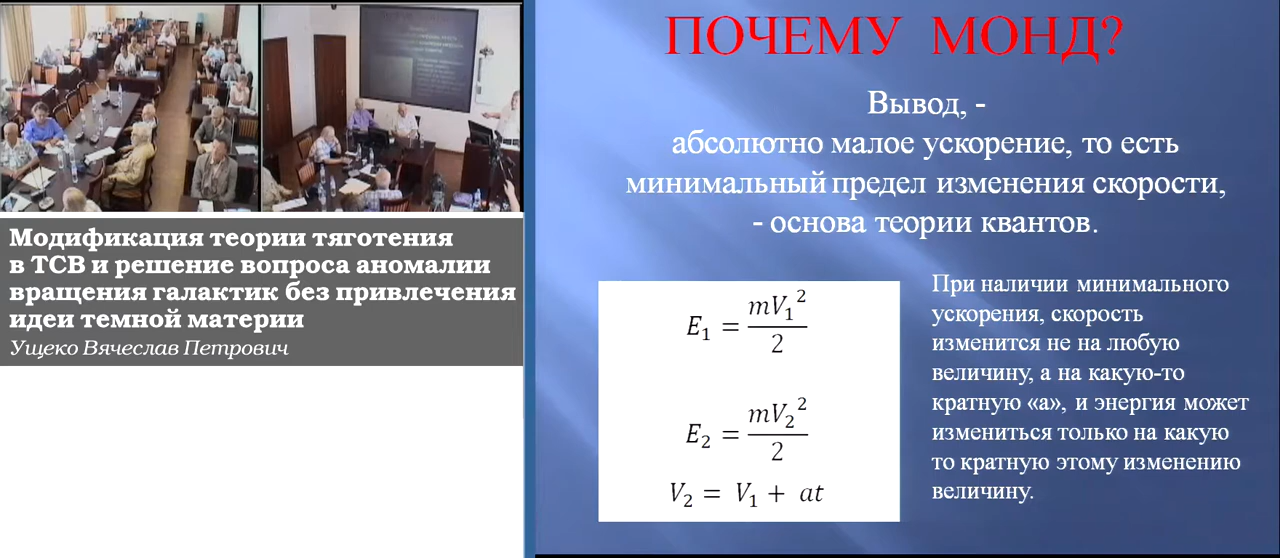 Модификация теории тяготения
в ТСВ и решение вопроса аномалии
вращения галактик без привлечения
идеи темной материи
Ущеко Вячеслав Петрович
ПОЧЕМУ МОНД?
Вывод, -
абсолютно малое ускорение, то есть
минимальный предел изменения скорости,
- основа теории квантов.
E₁ = mV₁²/2
E₂ = mV₂²/2
V₂ = V₁ + at
При наличии минимального
ускорения, скорость
изменится не на любую
величину, а на какую-то
кратную «а», и энергия может
измениться только на какую
то кратную этому изменению
величину.